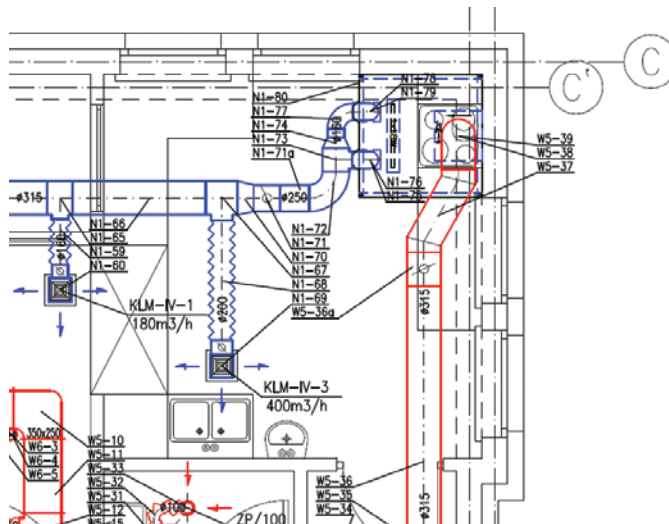 C
C'
N1-78
N1-79
N1-80
N1-77
N1-74
N1-73
N1-71a
ø160
W5-39
W5-38
W5-37
N1-76
ø315
ø250
N1-66
N1-65
N1-59
N1-60
ø160
N1-72
N1-71
N1-70
N1-67
N1-68
N1-69
W5-36a
ø200
ø315
KLM-IV-1
180m3/h
KLM-IV-3
400m3/h
350x250
W6-3
W6-4
W6-5
W5-10
W5-11
W5-33
W5-32
W5-31
W5-12
W5-15
ø100
ZP/100
W5-36
W5-35
W5-34
ø315